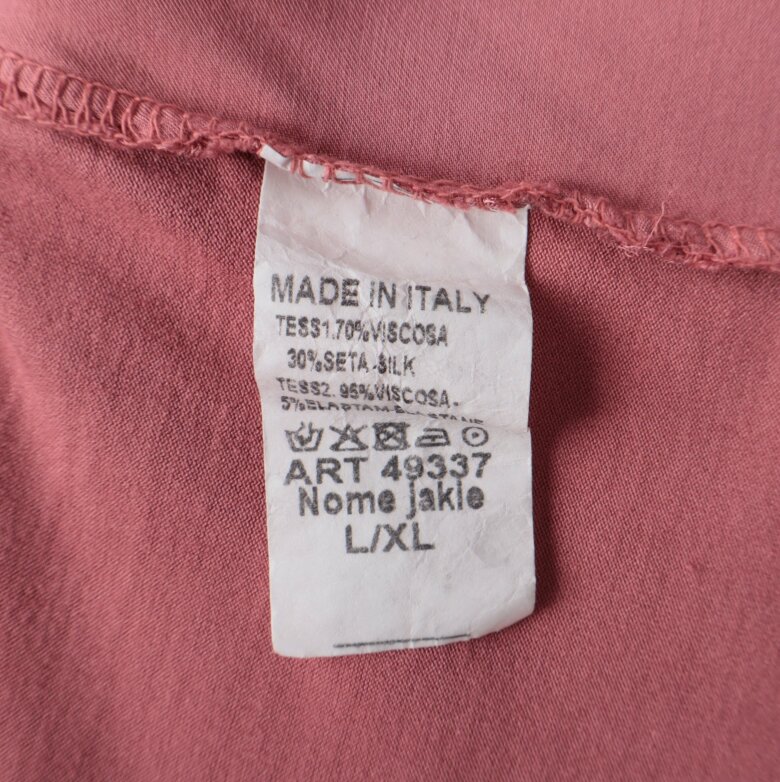 MADE IN ITALY
TESS1.70%VISCOSA
30%SETA-SILK
TESS2.95%VISCOSA-
ART 49337
Nome jakie
L/XL